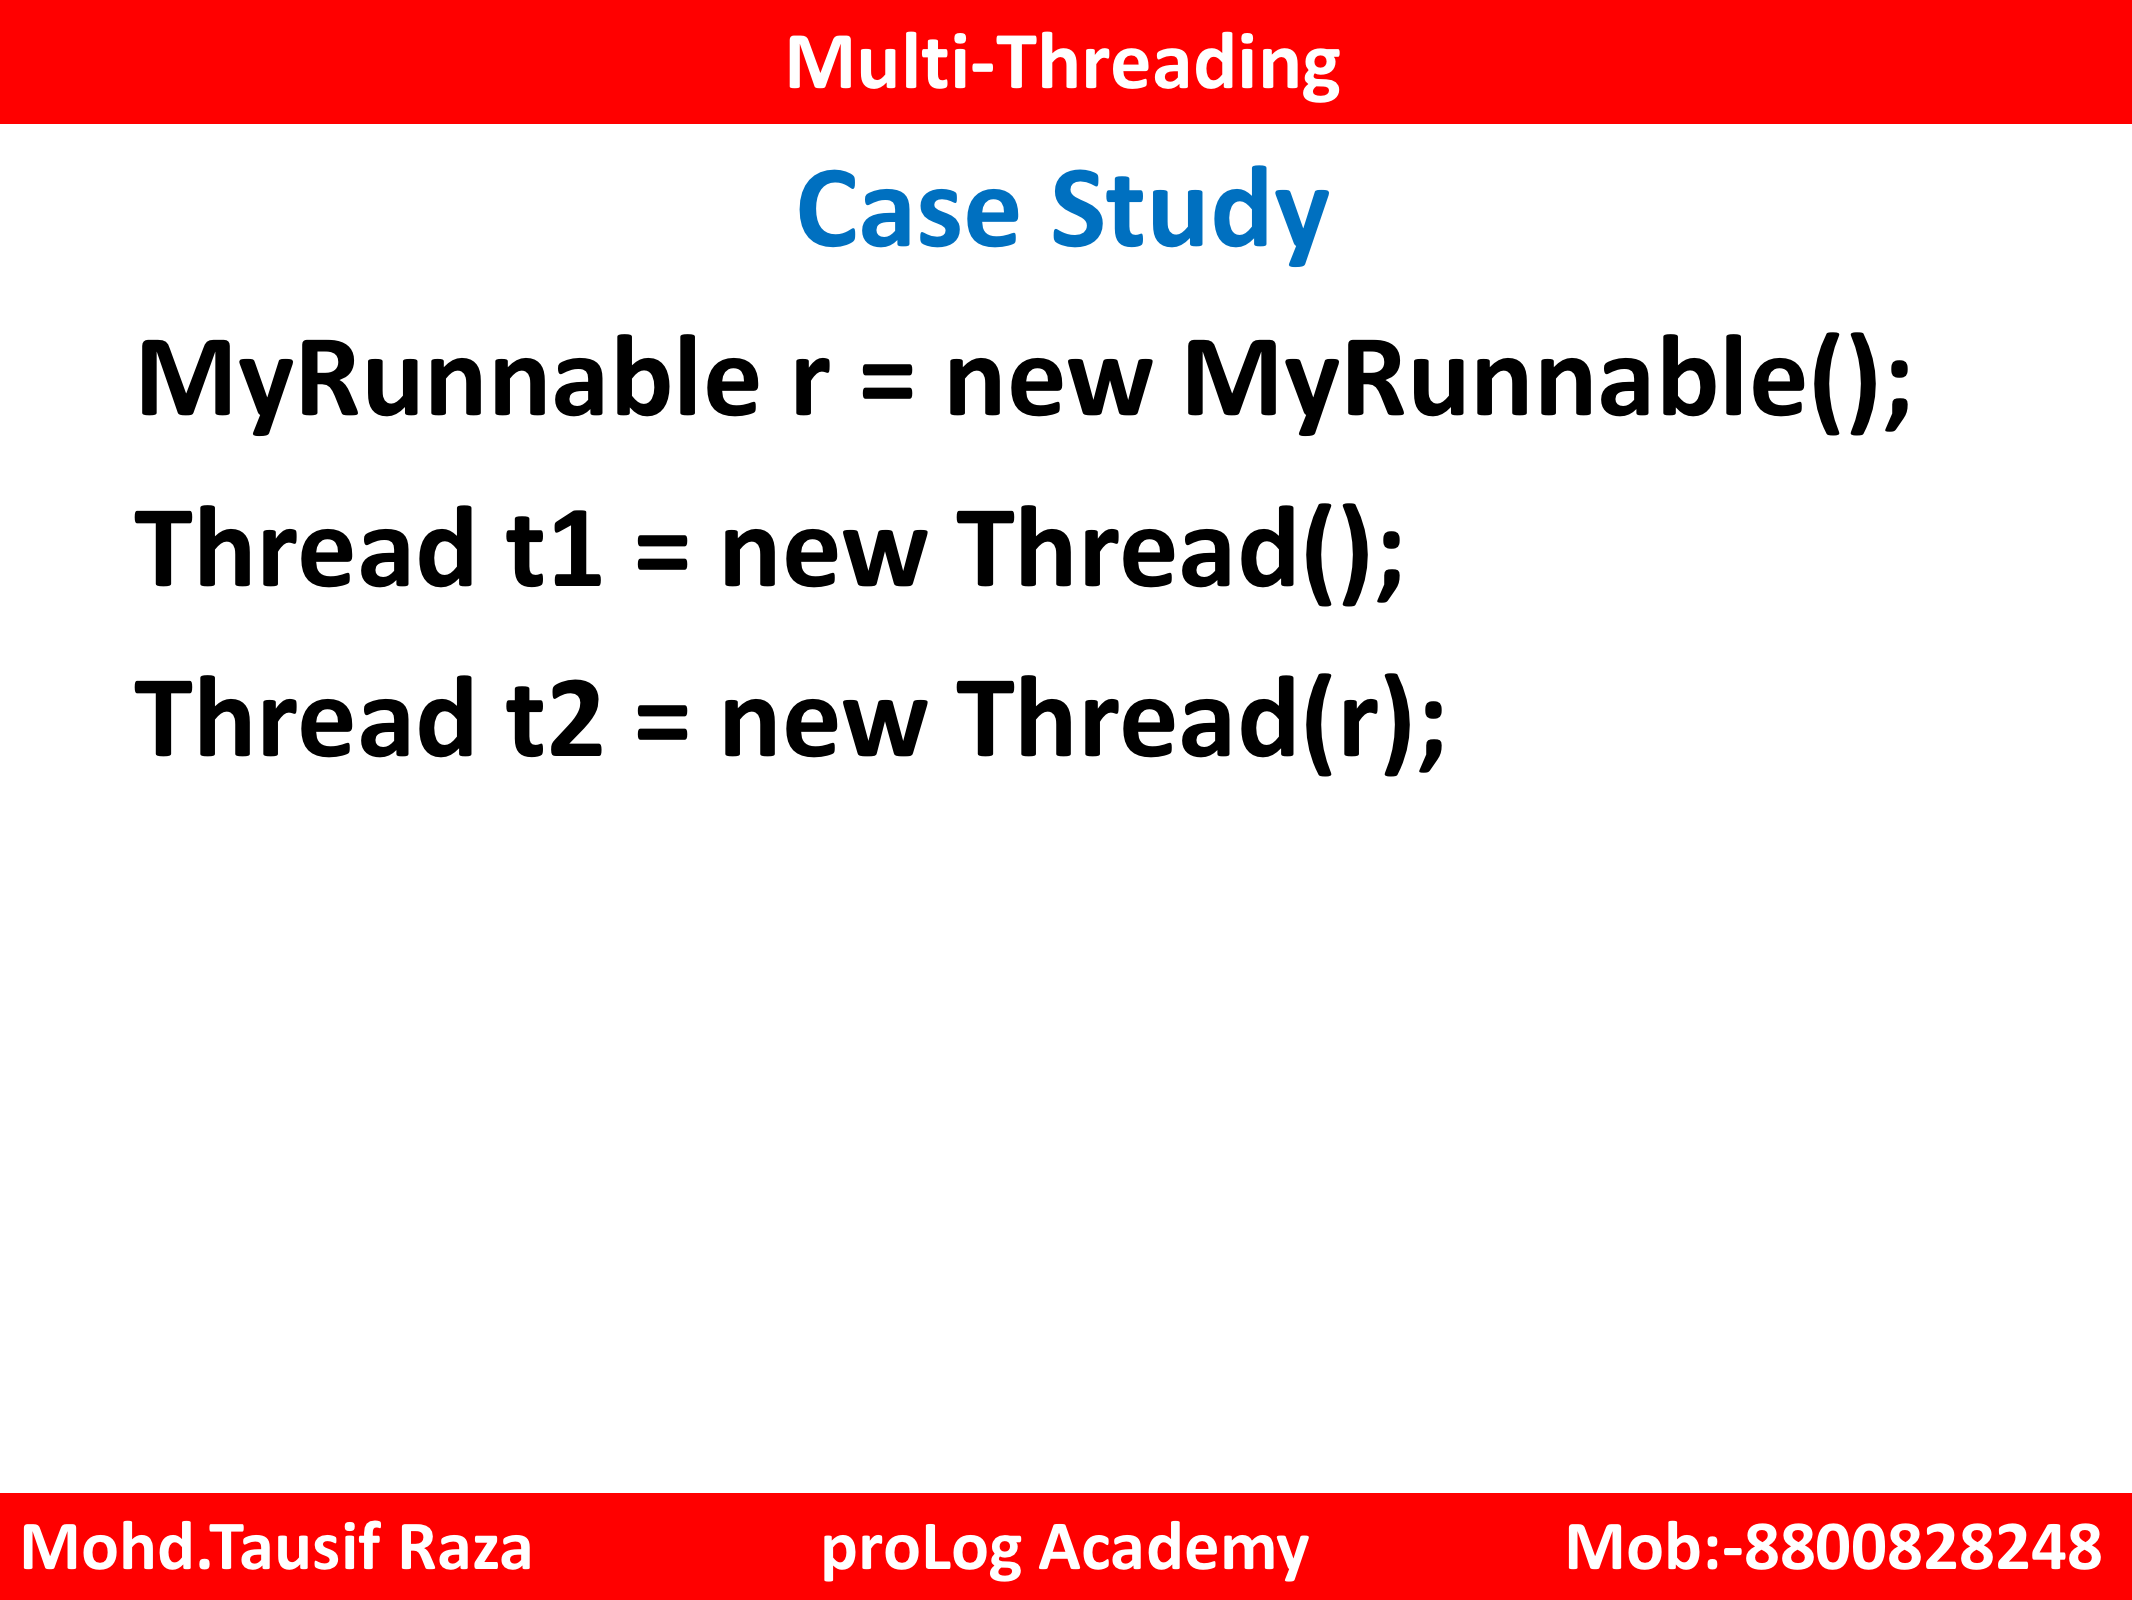 Multi-Threading
Case Study
MyRunnable r = new MyRunnable();
Thread t1 = new Thread();
Thread t2 = new Thread(r);
Mohd.Tausif Raza proLog Academy Mob:-8800828248